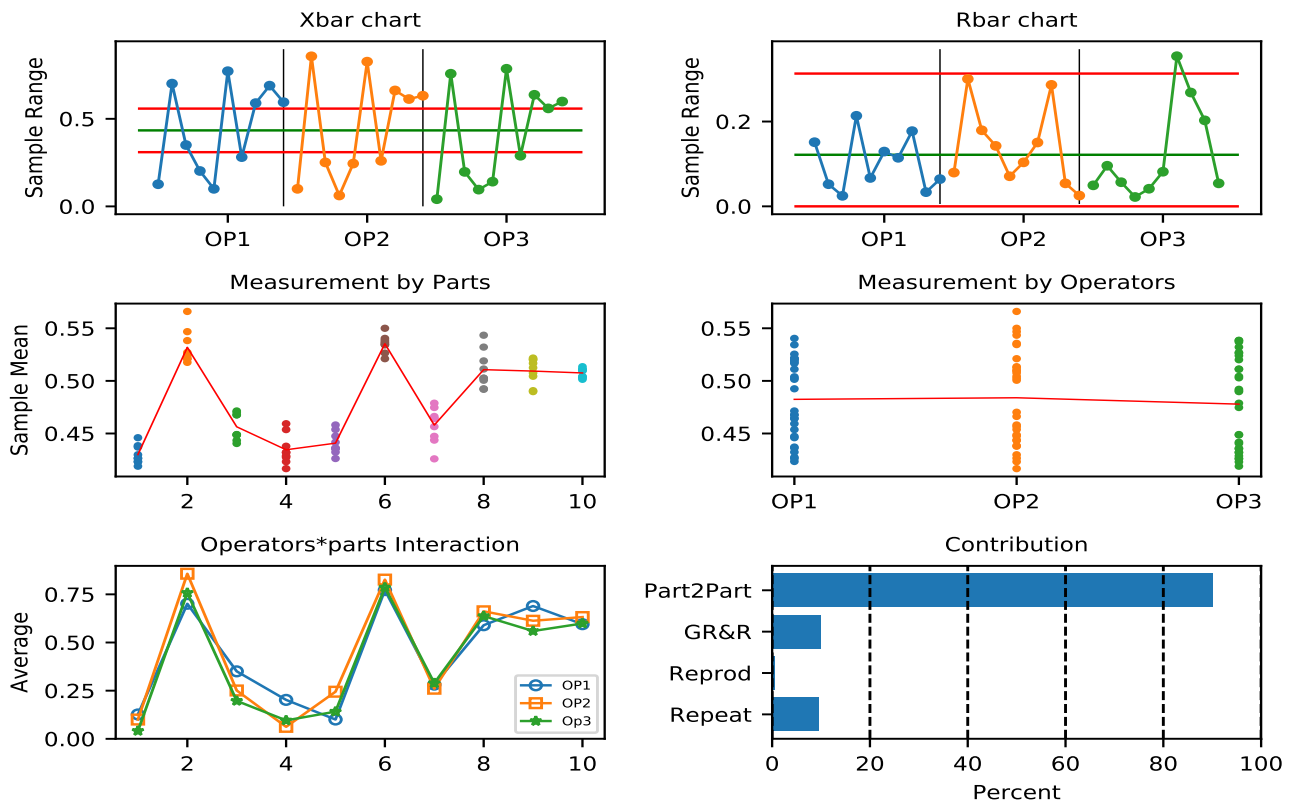 Xbar chart
Sample Range
0.5
0.0
OP1 OP2 OP3
Rbar chart
Sample Range
0.2
0.0
OP1 OP2 OP3
Measurement by Parts
Sample Mean
0.55
0.50
0.45
2 4 6 8 10
Measurement by Operators
0.55
0.50
0.45
OP1 OP2 OP3
Operators*parts Interaction
Average
0.75
0.50
0.25
0.00
OP1
OP2
Op3
2 4 6 8 10
Contribution
Part2Part
GR&R
Reprod
Repeat
0 20 40 60 80 100
Percent